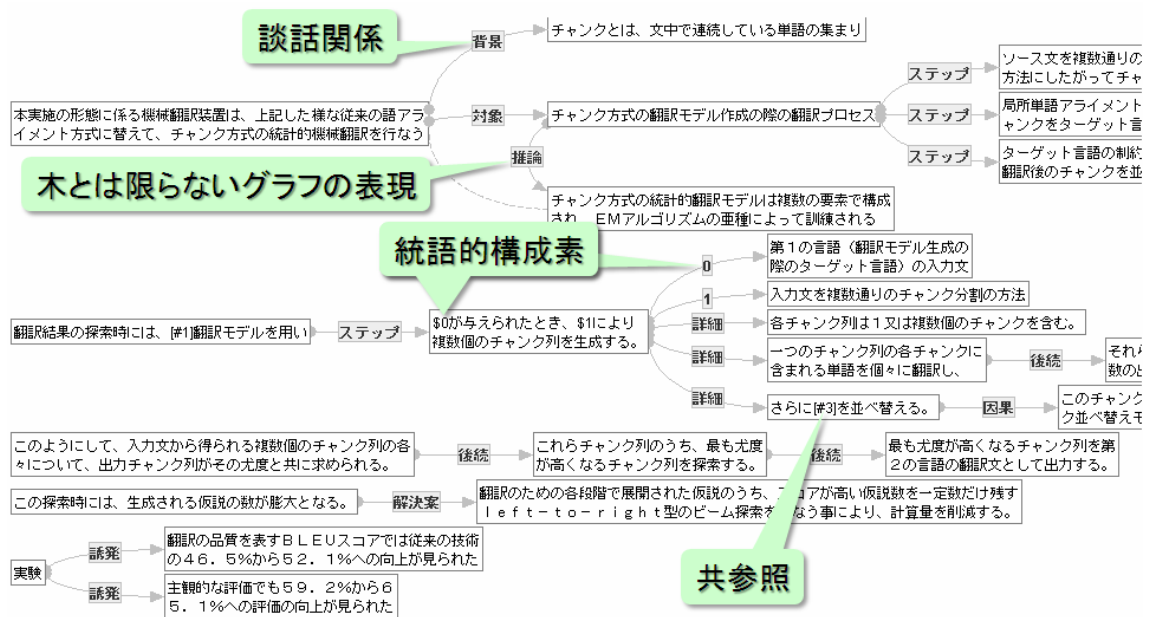 談話関係
背景
チャンクとは、文中で連続している単語の集まり
ステップ
ソース文を複数通りの
方法にしたがってチャ
本実施の形態に係る機械翻訳装置は、上記した様な従来の語アラ
イメント方式に替えて、チャンク方式の統計的機械翻訳を行なう
対象
チャンク方式の翻訳モデル作成の際の翻訳プロセス
ステップ
局所単語アライメント
ャンクをターゲット言
推論
ステップ
ターゲット言語の制約
翻訳後のチャンクを並
木とは限らないグラフの表現
チャンク方式の統計的翻訳モデルは複数の要素で構成
され、EMアルゴリズムの亜種によって訓練される
統語的構成素
0
第1の言語(翻訳モデル生成の
際のターゲット言語)の入力文
1
入力文を複数通りのチャンク分割の方法
翻訳結果の探索時には、[#1]翻訳モデルを用い
ステップ
$0が与えられたとき、$1により
複数個のチャンク列を生成する。
詳細
各チャンク列は1又は複数個のチャンクを含む。
詳細
一つのチャンク列の各チャンクに
含まれる単語を個々に翻訳し、
後続
それら
数の出
詳細
さらに[#3]を並べ替える。
因果
このチャンク
ク並べ替えモ
このようにして、入力文から得られる複数個のチャンク列の各
々について、出力チャンク列がその尤度と共に求められる。
後続
これらチャンク列のうち、最も尤度
が高くなるチャンク列を探索する。
後続
最も尤度が高くなるチャンク列を第
2の言語の翻訳文として出力する。
この探索時には、生成される仮説の数が膨大となる。
解決案
翻訳のための各段階で展開された仮説のうち、スコアが高い仮説数を一定数だけ残す
left-to-right型のビーム探索を なう事により、計算量を削減する。
実験
誘発
翻訳の品質を表すBLEUスコアでは従来の技術
の46.5%から52.1%への向上が見られた
誘発
主観的な評価でも59.2%から6
5.1%への評価の向上が見られた
共参照